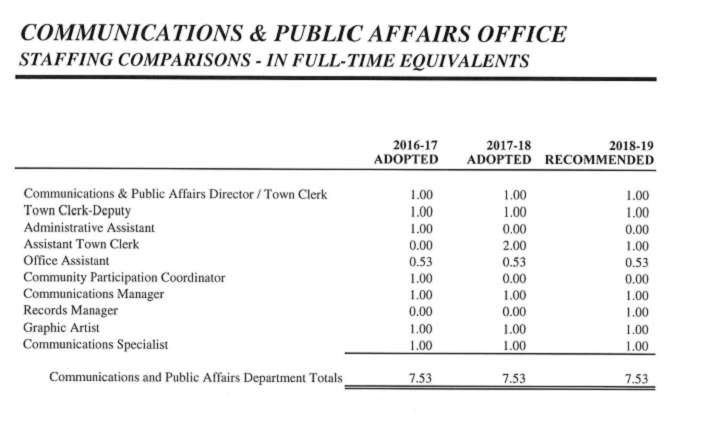 COMMUNICATIONS & PUBLIC AFFAIRS OFFICE
STAFFING COMPARISONS - IN FULL-TIME EQUIVALENTS
2016-17 2017-18 2018-19
ADOPTED ADOPTED RECOMMENDED
Communications & Public Affairs Director / Town Clerk 1.00 1.00 1.00
Town Clerk-Deputy 1.00 1.00 1.00
Administrative Assistant 1.00 0.00 0.00
Assistant Town Clerk 0.00 2.00 1.00
Office Assistant 0.53 0.53 0.53
Community Participation Coordinator 1.00 0.00 0.00
Communications Manager 1.00 1.00 1.00
Records Manager 0.00 0.00 1.00
Graphic Artist 1.00 1.00 1.00
Communications Specialist 1.00 1.00 1.00
Communications and Public Affairs Department Totals 7.53 7.53 7.53